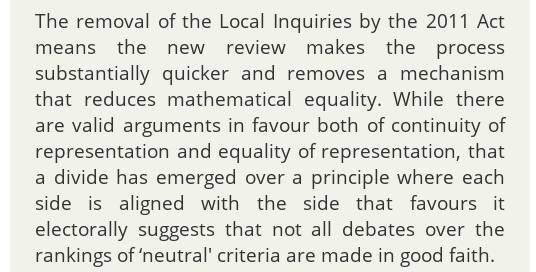 The removal of the Local Inquiries by the 2011 Act
means the new review makes the process
substantially quicker and removes a mechanism
that reduces mathematical equality. While there
are valid arguments in favour both of continuity of
representation and equality of representation, that
a divide has emerged over a principle where each
side is aligned with the side that favours it
electorally suggests that not all debates over the
rankings of ‘neutral' criteria are made in good faith.